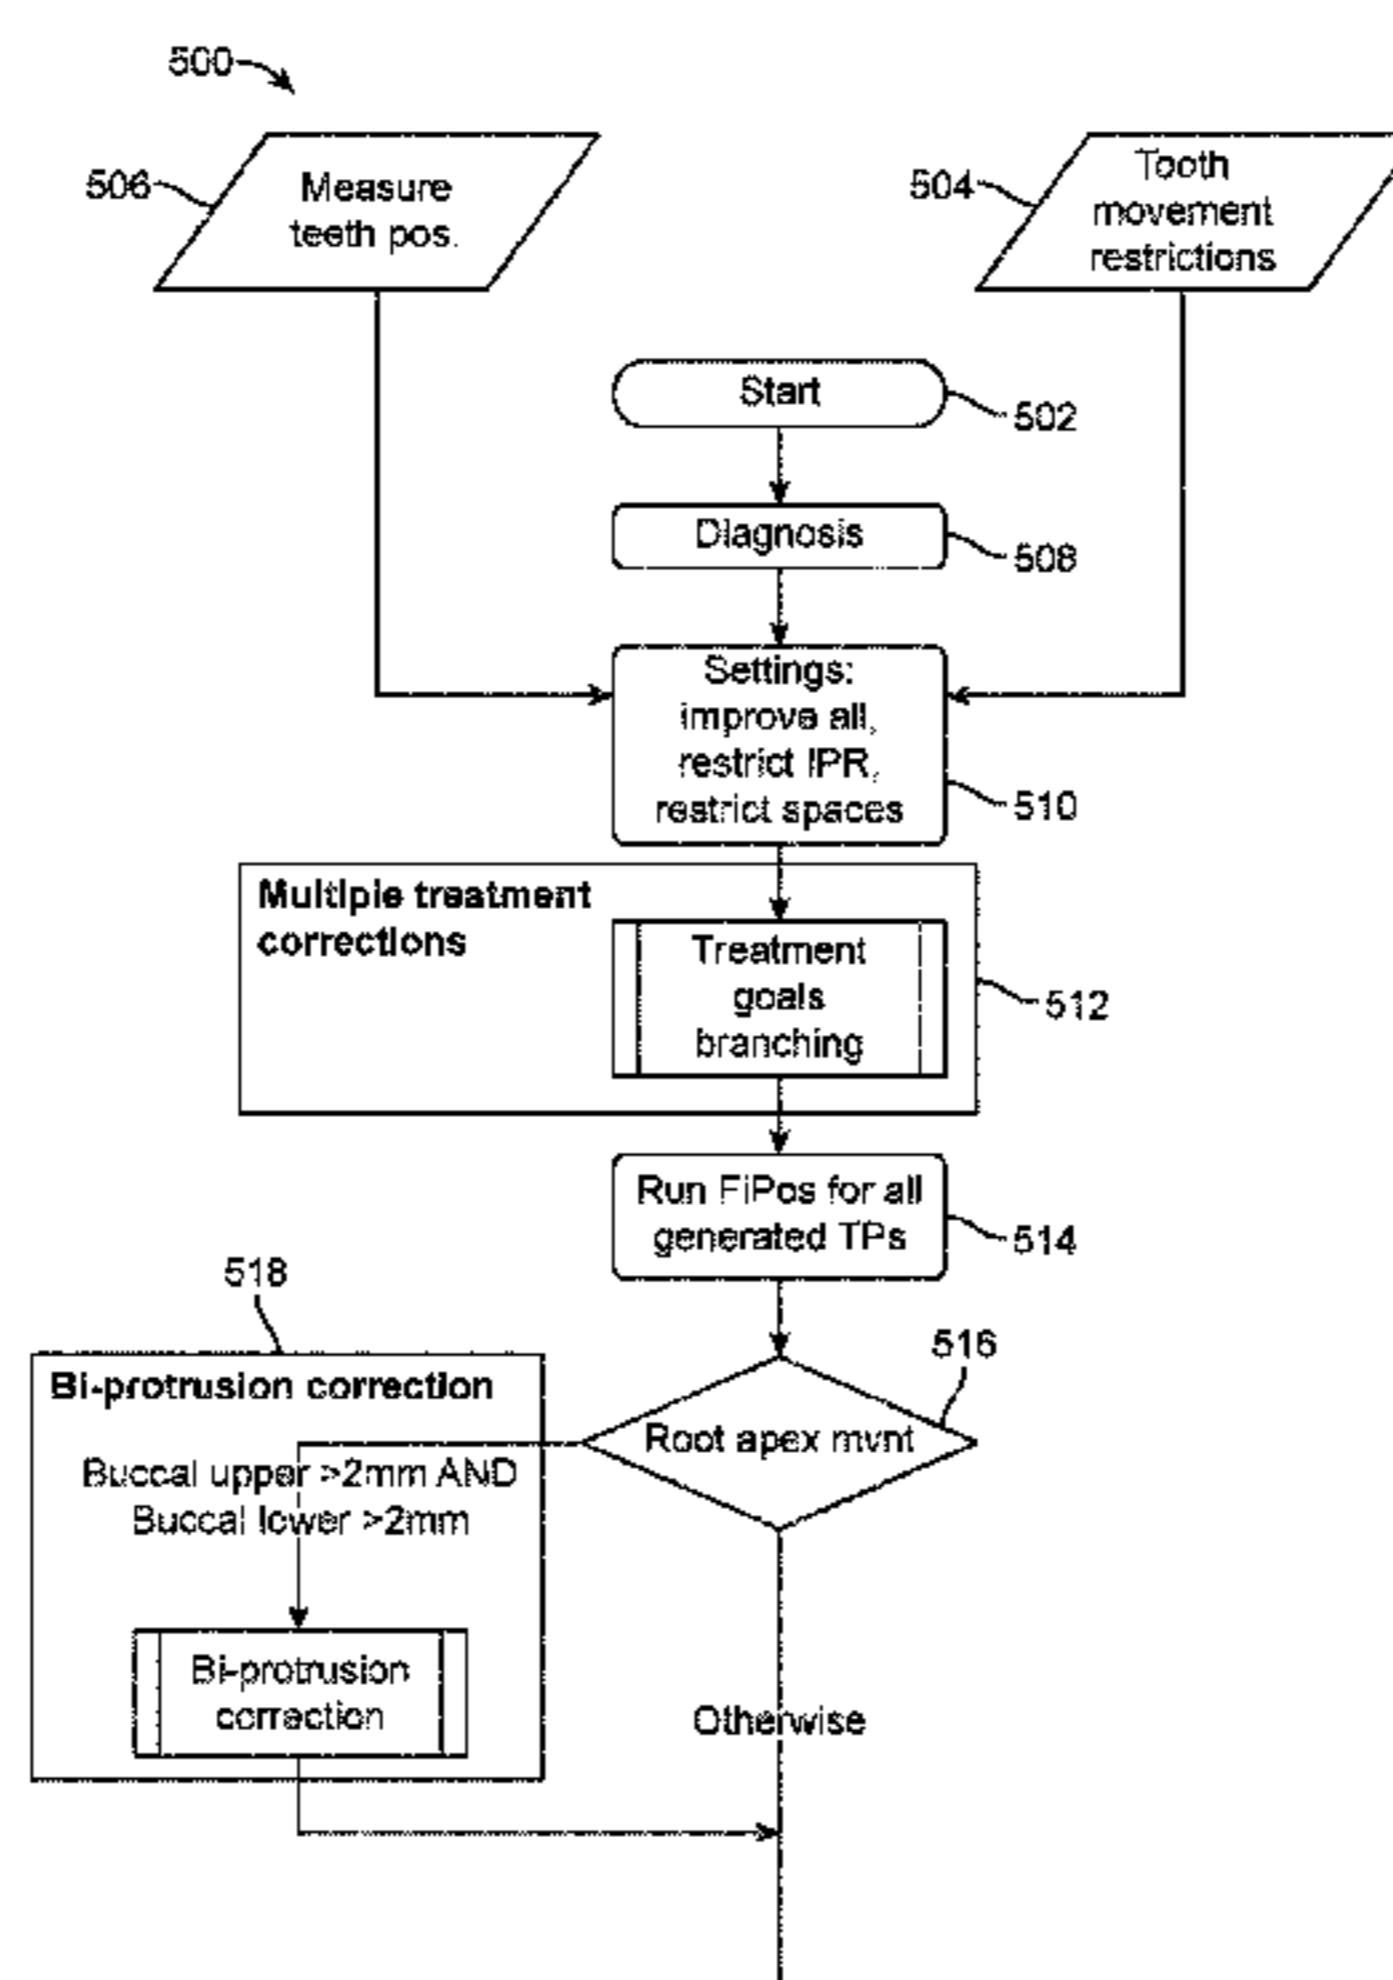 500
506
Measure
teeth pos.
504
Tooth
movement
restrictions
Start
502
Diagnosis
508
Settings:
improve all,
restrict IPR,
restrict spaces
510
Multiple treatment
corrections
Treatment
goals
branching
512
Run FiPos for all
generated TPs
514
518
516
Bi-protrusion correction
Root apex mvnt
Buccal upper >2mm AND
Buccal lower >2mm
Bi-protrusion
correction
Otherwise